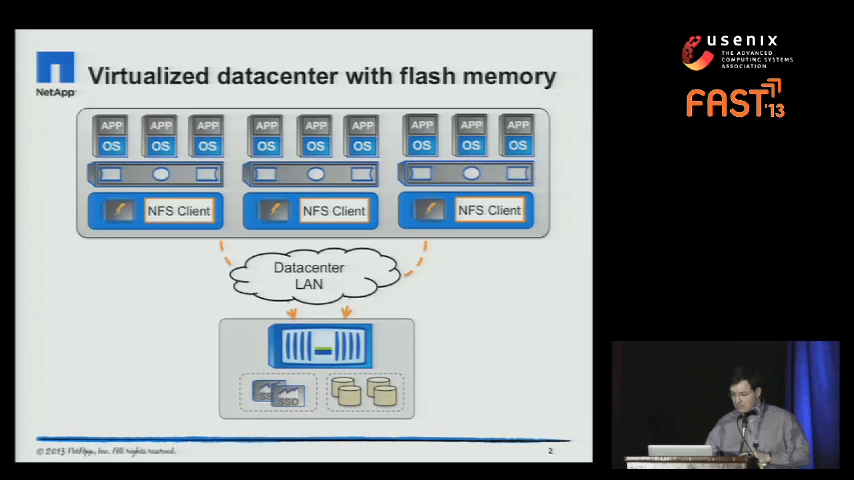 NetApp
Virtualized datacenter with flash memory
APP APP APP APP APP APP APP APP APP
OS OS OS OS OS OS OS OS OS
NFS Client NFS Client NFS Client
Datacenter
LAN
SSD
© 2013 NetApp, Inc. All rights reserved.
2
usenix
THE ADVANCED
COMPUTING SYSTEMS
ASSOCIATION
FAST '13